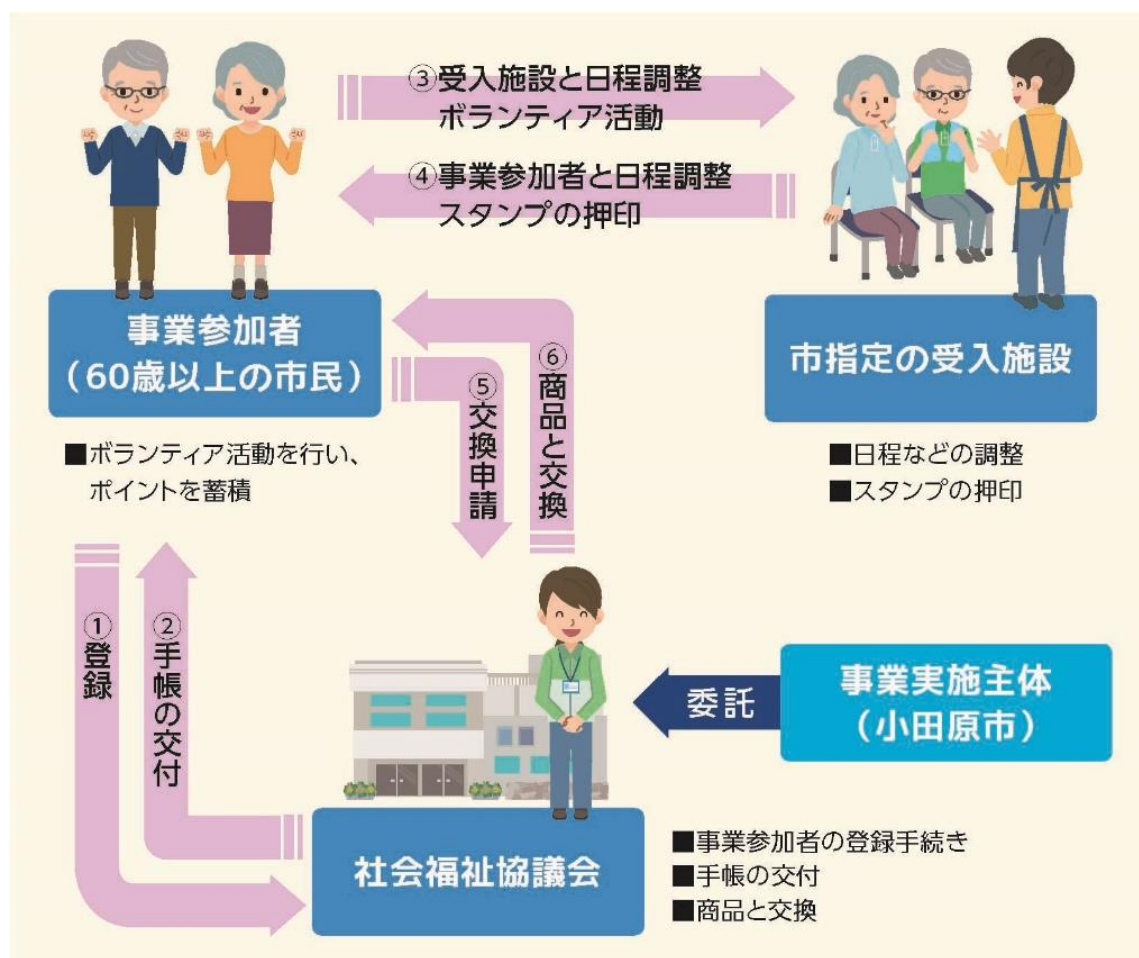 ③受入施設と日程調整
ボランティア活動
④事業参加者と日程調整
スタンプの押印
事業参加者
（60歳以上の市民）
■ボランティア活動を行い、
ポイントを蓄積
市指定の受入施設
■日程などの調整
■スタンプの押印
⑤交換申請
⑥商品と交換
①登録
②手帳の交付
委託
事業実施主体
（小田原市）
社会福祉協議会
■事業参加者の登録手続き
■手帳の交付
■商品と交換